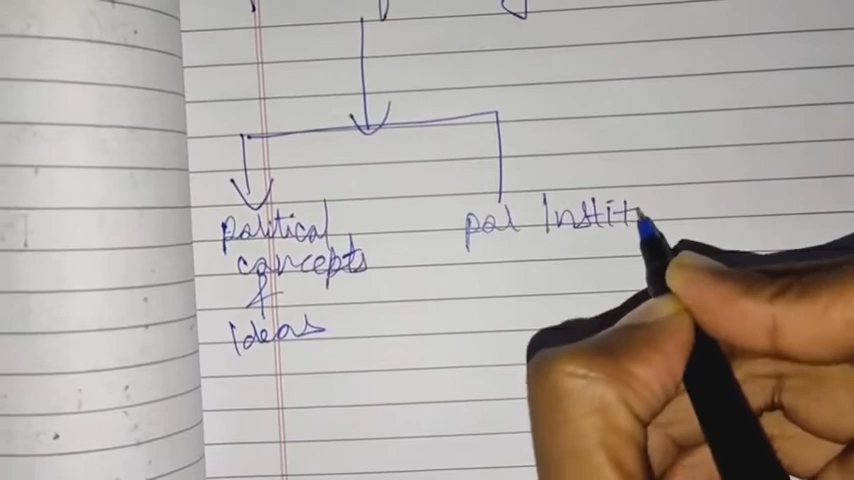 political
concepts
&
Ideas
pol Instit